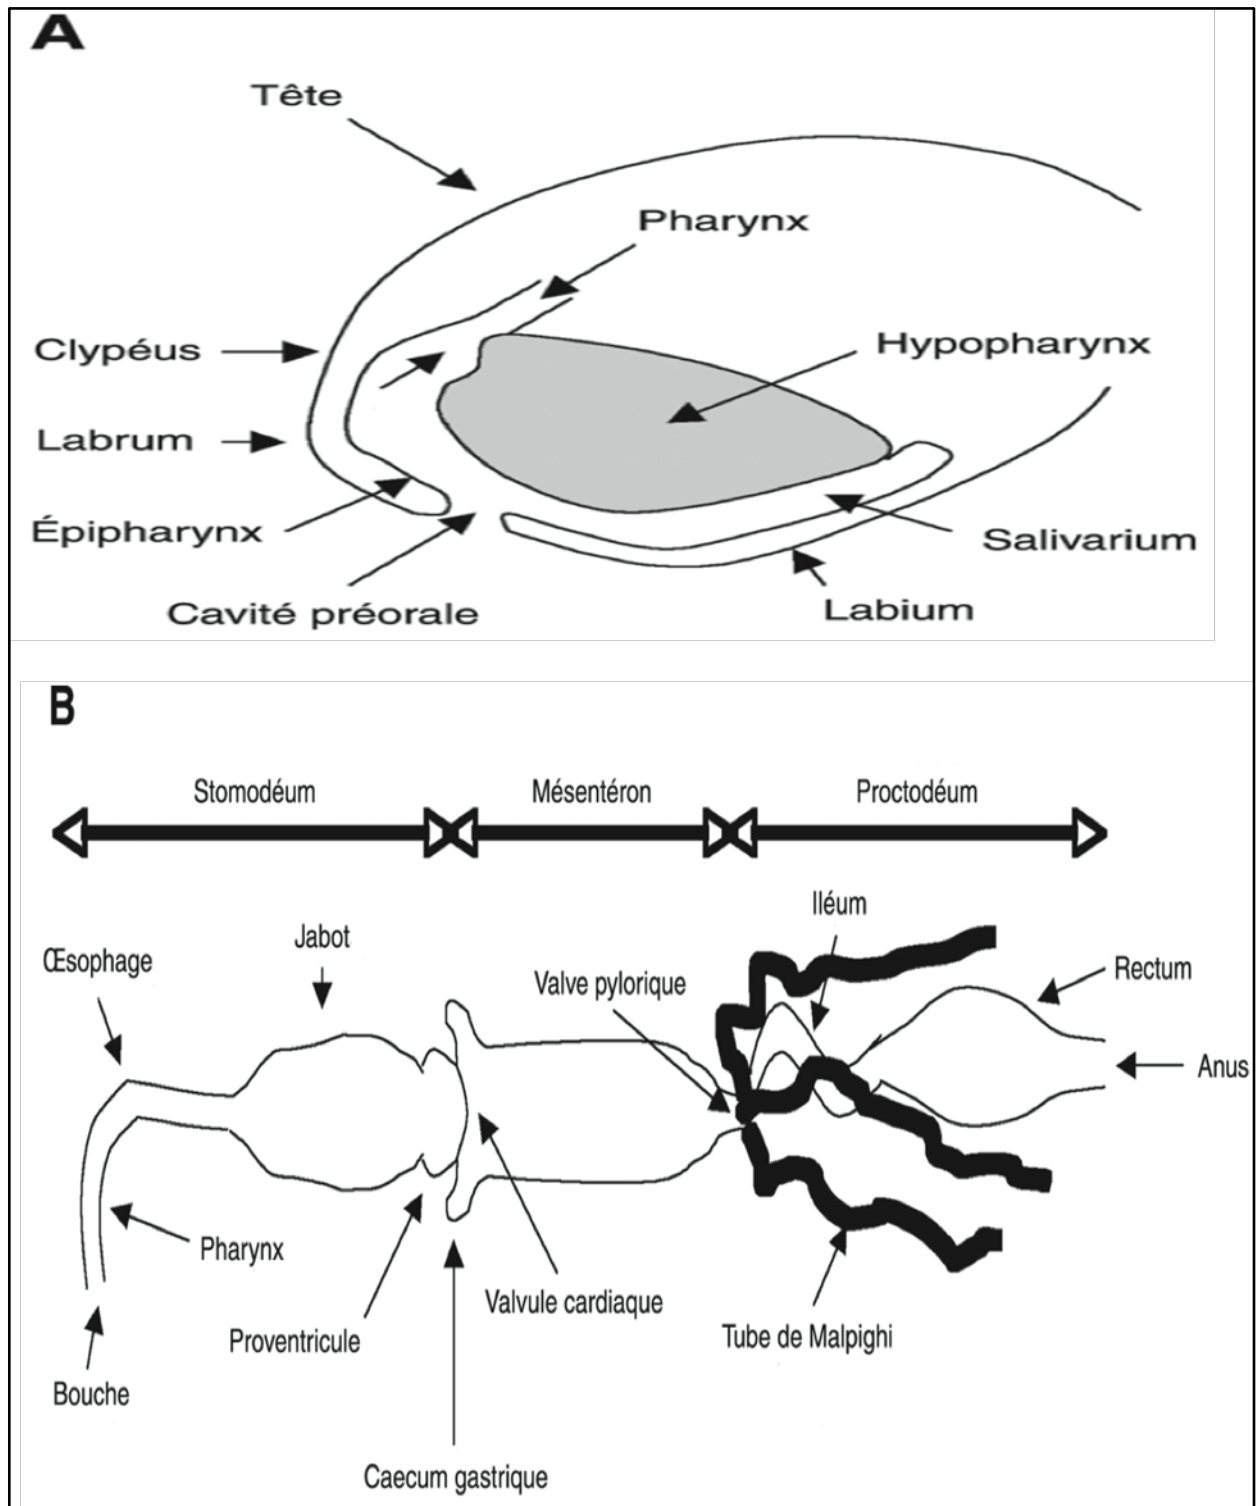 A
Tête
Pharynx
Clypéus
Hypopharynx
Labrum
Épipharynx
Salivarium
Cavité préorale
Labium
B
Stomodéum
Mésentéron
Proctodéum
Iléum
Jabot
Œsophage
Rectum
Valve pylorique
Anus
Pharynx
Valvule cardiaque
Proventricule
Tube de Malpighi
Bouche
Caecum gastrique